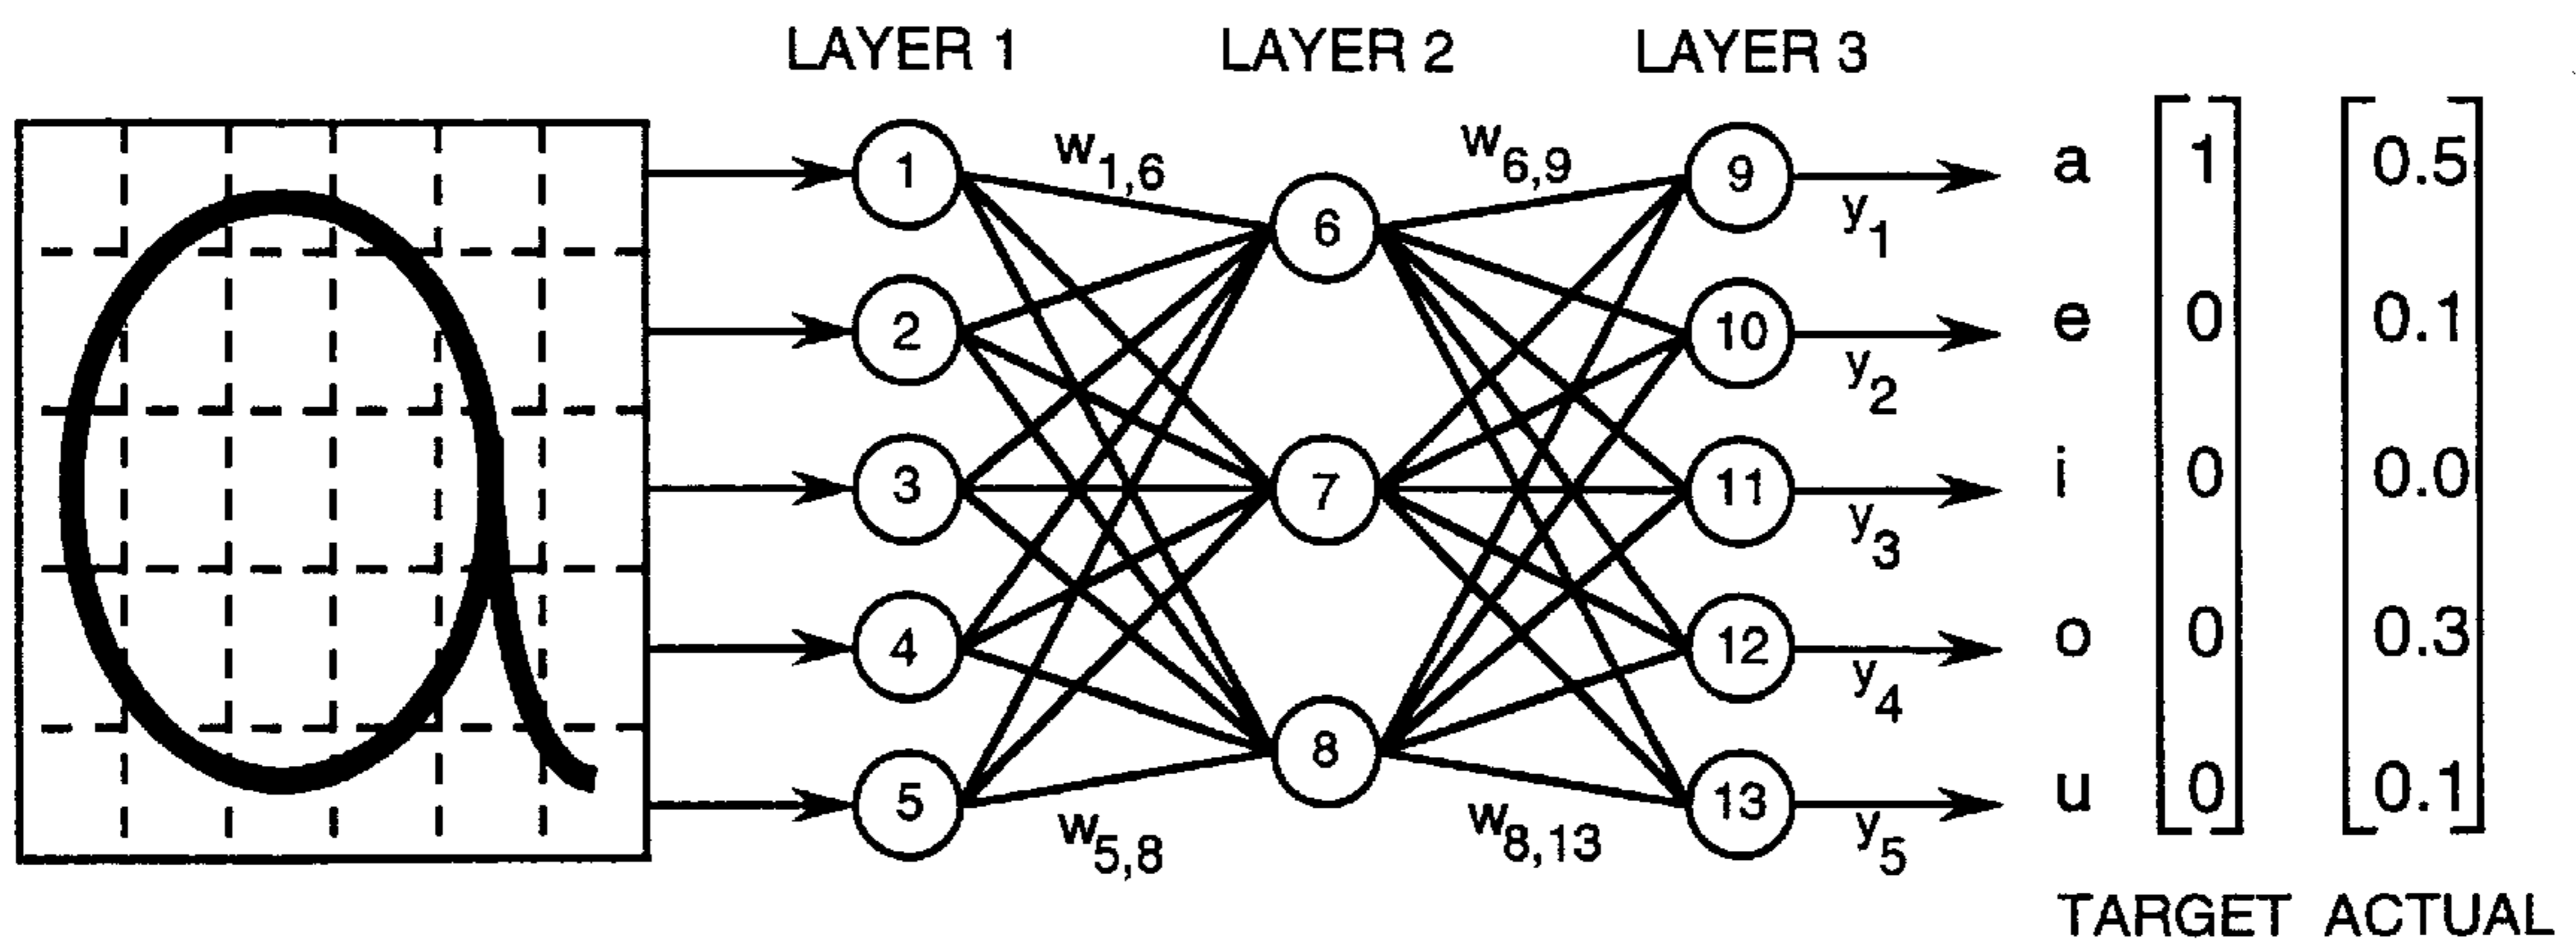 LAYER 1 LAYER 2 LAYER 3
1 w1,6 6 w6,9 9 y1 a 1 0.5
2 10 y2 e 0 0.1
3 7 11 y3 i 0 0.0
4 12 y4 o 0 0.3
5 w5,8 8 w8,13 13 y5 u 0 0.1
TARGET ACTUAL